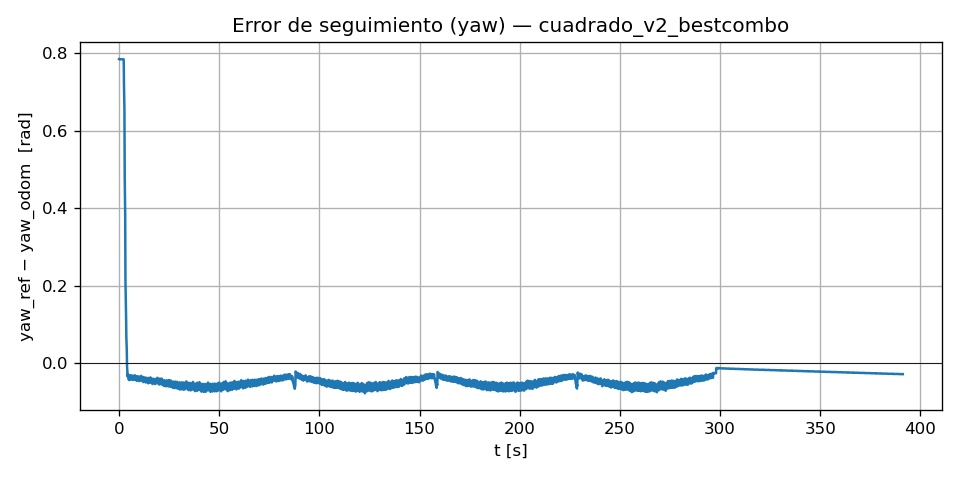 Error de seguimiento (yaw) — cuadrado_v2_bestcombo
yaw_ref − yaw_odom  [rad]
0.8
0.6
0.4
0.2
0.0
0 50 100 150 200 250 300 350 400
t [s]